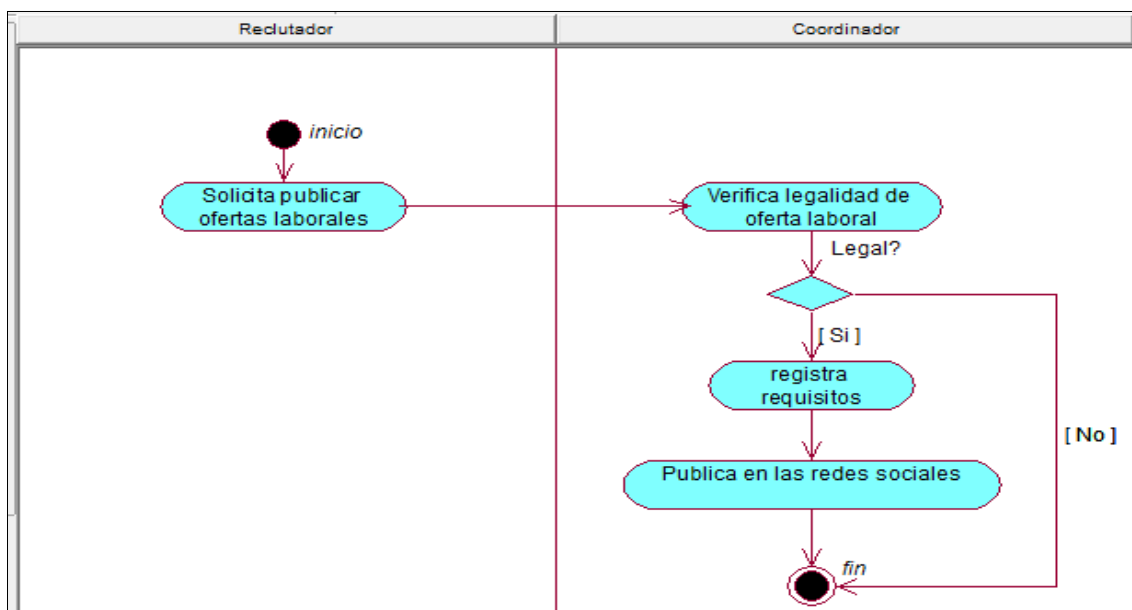 Reclutador
Coordinador
inicio
Solicita publicar
ofertas laborales
Verifica legalidad de
oferta laboral
Legal?
[ Si ]
registra
requisitos
[ No ]
Publica en las redes sociales
fin